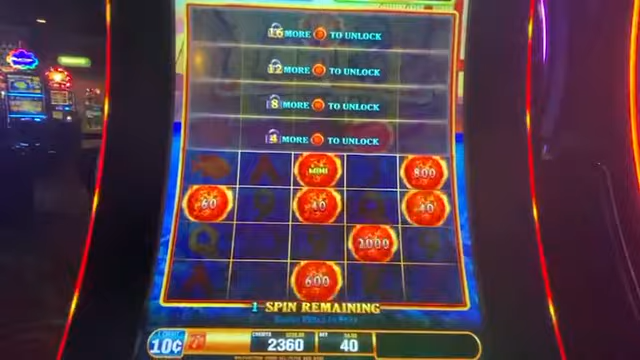 16 MORE TO UNLOCK
12 MORE TO UNLOCK
8 MORE TO UNLOCK
4 MORE TO UNLOCK
MINI
800
60
40
40
2000
600
1 SPIN REMAINING
10¢
CREDITS
2360
BET
40